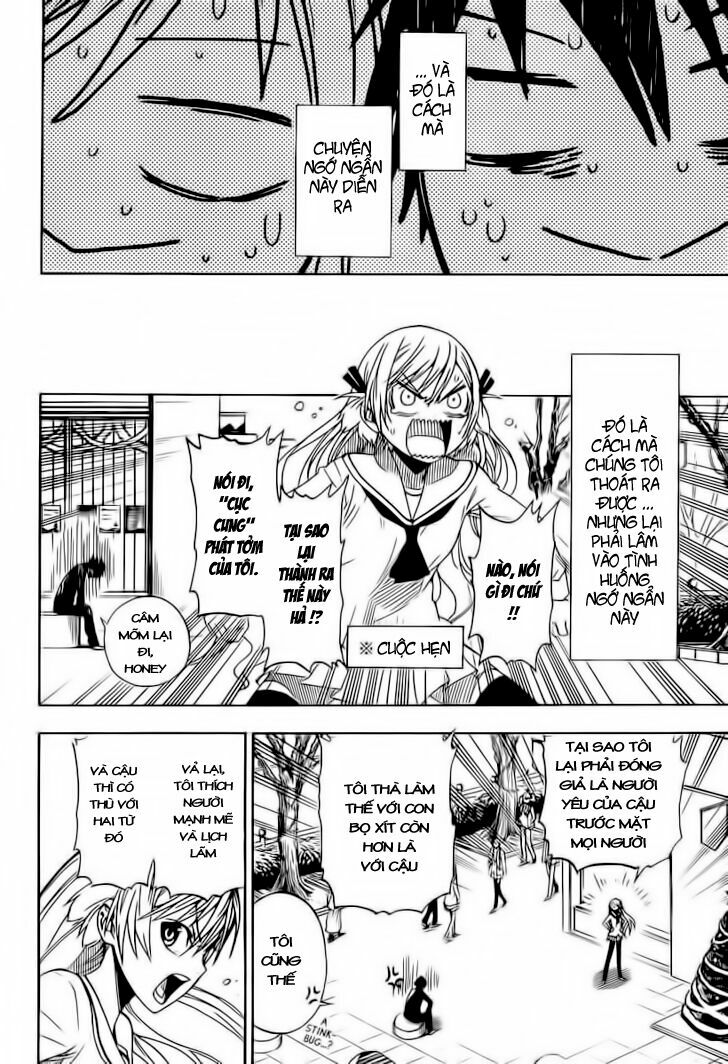 ... VÀ
ĐÓ LÀ
CÁCH
MÀ
CHUYỆN
NGỚ NGẨN
NÀY DIỄN
RA
ĐÓ LÀ
CÁCH MÀ
CHÚNG TÔI
THOÁT RA
ĐƯỢC ...
NHƯNG LẠI
PHẢI LÂM
VÀO TÌNH
HUỐNG
NGỚ NGẨN
NÀY
NÀO, NÓI
GÌ ĐI CHỨ
!!
TẠI SAO
LẠI
THÀNH RA
THẾ NÀY
HẢ !?
NÓI ĐI,
"CỤC
CƯNG"
PHÁT TỞM
CỦA TÔI.
※ CUỘC HẸN
CÂM
MỒM LẠI
ĐI,
HONEY
TẠI SAO TÔI
LẠI PHẢI ĐÓNG
GIẢ LÀ NGƯỜI
YÊU CỦA CẬU
TRƯỚC MẶT
MỌI NGƯỜI
TÔI THÀ LÀM
THẾ VỚI CON
BỌ XÍT CÒN
HƠN LÀ
VỚI CẬU
TÔI
CŨNG
THẾ
A
STINK-
BUG...?
VẢ LẠI,
TÔI THÍCH
NGƯỜI
MẠNH MẼ
VÀ LỊCH
LÃM
VÀ CẬU
THÌ CÓ
THÙ VỚI
HAI TỪ
ĐÓ